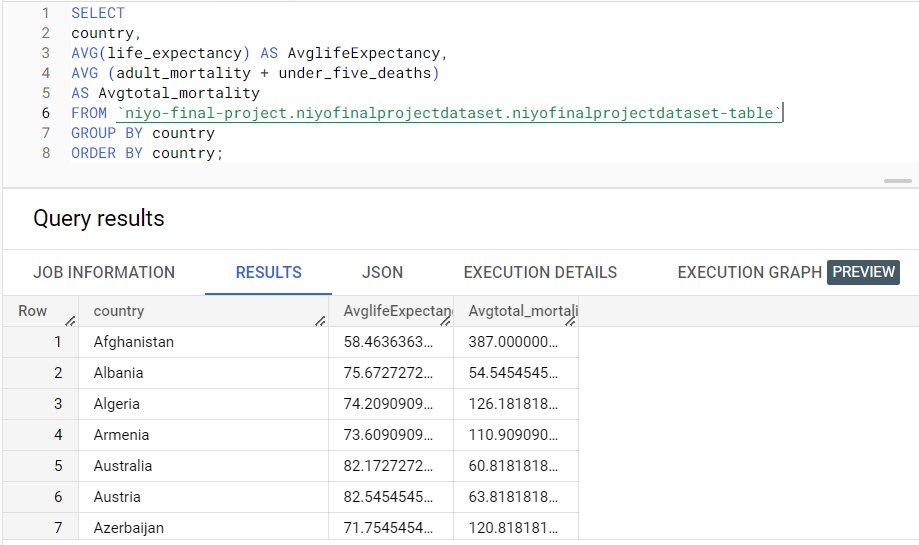 1 SELECT
2 country,
3 AVG(life_expectancy) AS AvglifeExpectancy,
4 AVG (adult_mortality + under_five_deaths)
5 AS Avgtotal_mortality
6 FROM `niyo-final-project.niyofinalprojectdataset.niyofinalprojectdataset-table`
7 GROUP BY country
8 ORDER BY country;
Query results
JOB INFORMATION RESULTS JSON EXECUTION DETAILS EXECUTION GRAPH PREVIEW
Row country AvglifeExpectan Avgtotal_mortali
1 Afghanistan 58.4636363... 387.000000...
2 Albania 75.6727272... 54.5454545...
3 Algeria 74.2090909... 126.181818...
4 Armenia 73.6090909... 110.909090...
5 Australia 82.1727272... 60.8181818...
6 Austria 82.5454545... 63.8181818...
7 Azerbaijan 71.7545454... 120.818181...